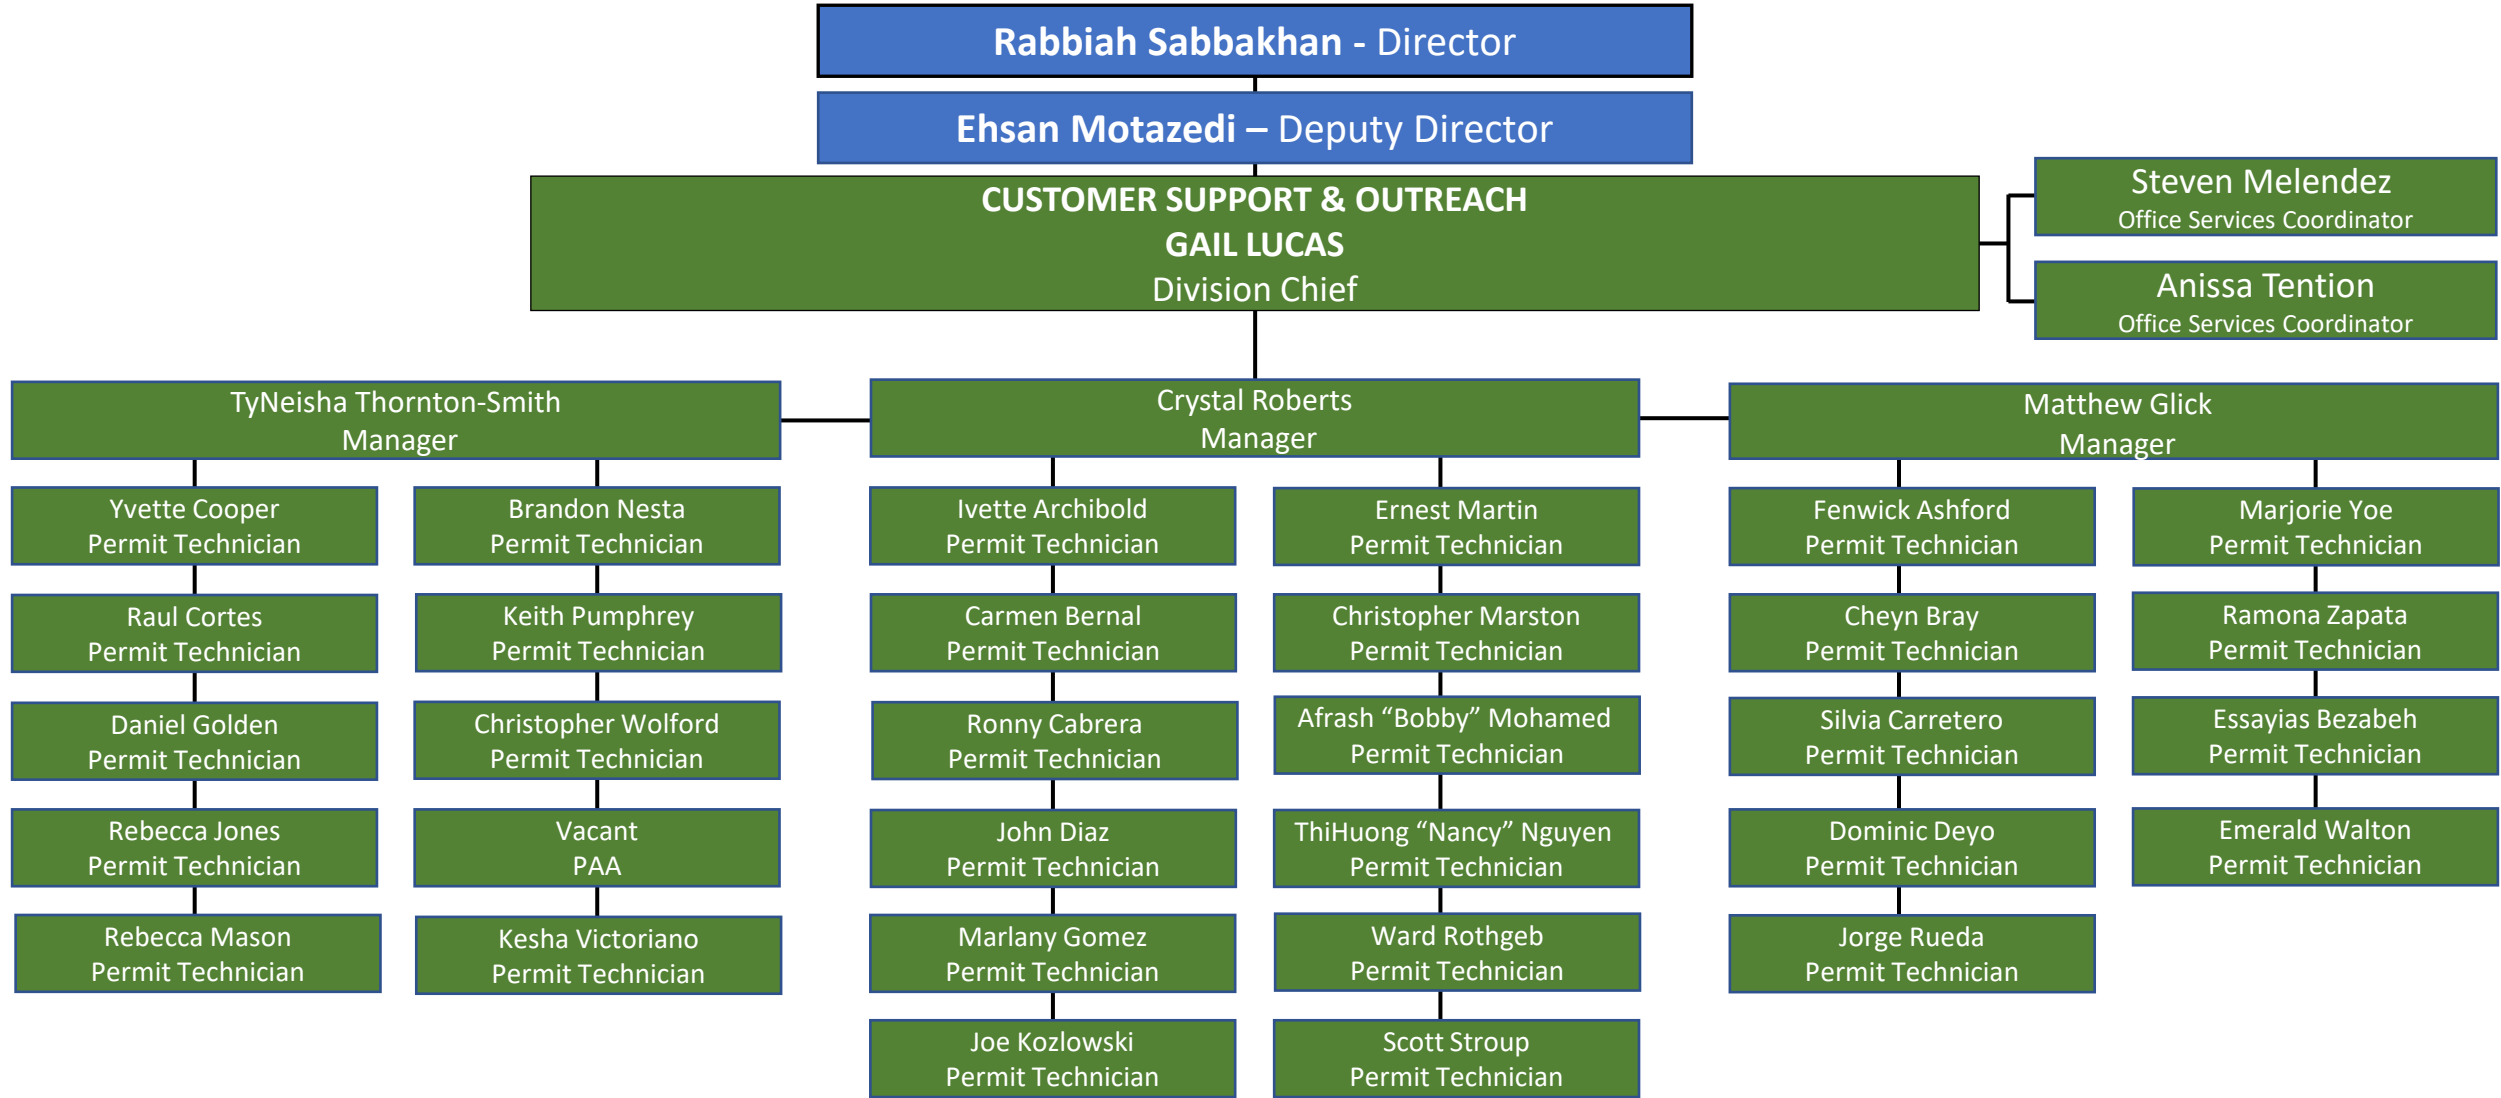 Rabbiah Sabbakhan - Director
Ehsan Motazedi – Deputy Director
CUSTOMER SUPPORT & OUTREACH
GAIL LUCAS
Division Chief
Steven Melendez
Office Services Coordinator
Anissa Tention
Office Services Coordinator
TyNeisha Thornton-Smith
Manager
Yvette Cooper
Permit Technician
Raul Cortes
Permit Technician
Daniel Golden
Permit Technician
Rebecca Jones
Permit Technician
Rebecca Mason
Permit Technician
Brandon Nesta
Permit Technician
Keith Pumphrey
Permit Technician
Christopher Wolford
Permit Technician
Vacant
PAA
Kesha Victoriano
Permit Technician
Crystal Roberts
Manager
Ivette Archibold
Permit Technician
Carmen Bernal
Permit Technician
Ronny Cabrera
Permit Technician
John Diaz
Permit Technician
Marlany Gomez
Permit Technician
Joe Kozlowski
Permit Technician
Ernest Martin
Permit Technician
Christopher Marston
Permit Technician
Afrash “Bobby” Mohamed
Permit Technician
ThiHuong “Nancy” Nguyen
Permit Technician
Ward Rothgeb
Permit Technician
Scott Stroup
Permit Technician
Matthew Glick
Manager
Fenwick Ashford
Permit Technician
Cheyn Bray
Permit Technician
Silvia Carretero
Permit Technician
Dominic Deyo
Permit Technician
Jorge Rueda
Permit Technician
Marjorie Yoe
Permit Technician
Ramona Zapata
Permit Technician
Essayias Bezabeh
Permit Technician
Emerald Walton
Permit Technician